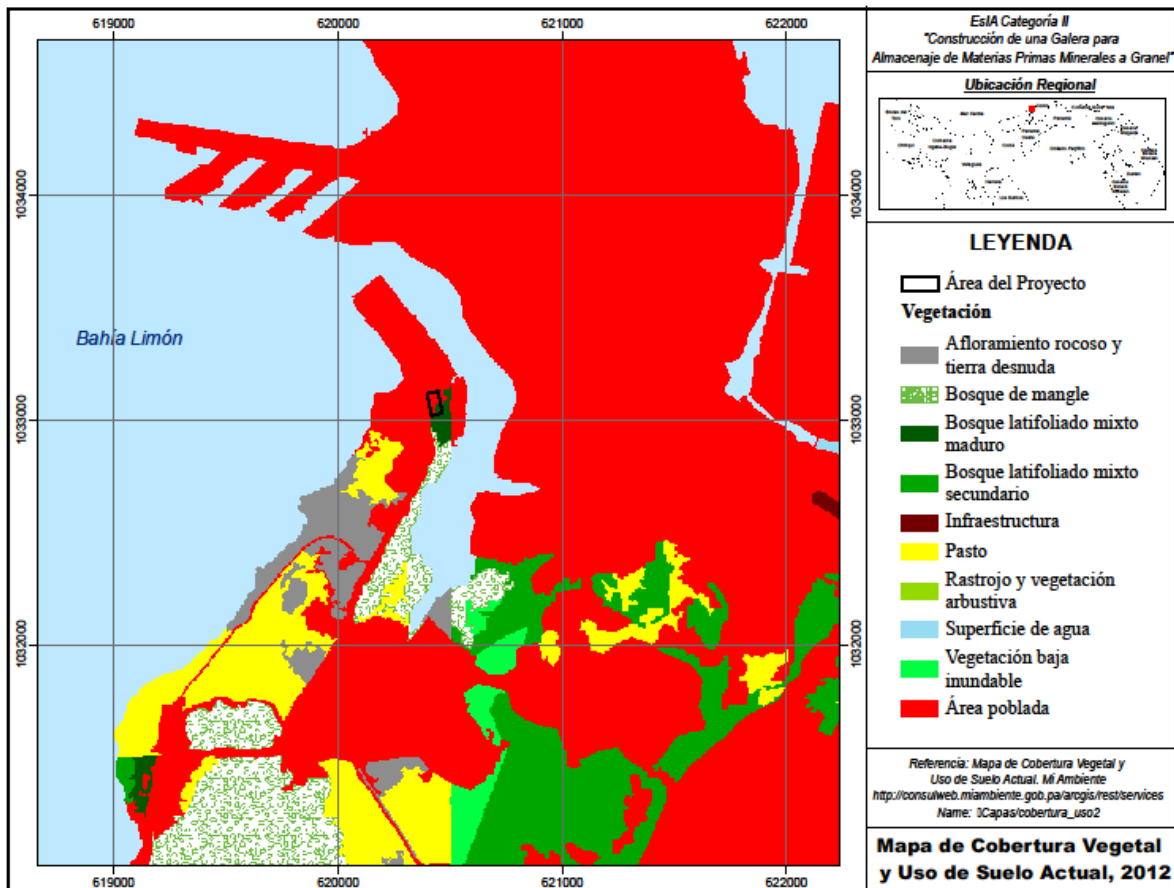 619000 620000 621000 622000
EsIA Categoría II
"Construcción de una Galera para
Almacenaje de Materias Primas Minerales a Granel"
Ubicación Regional
1034000 1034000
LEYENDA
Área del Proyecto
Vegetación
Bahía Limón
Afloramiento rocoso y
tierra desnuda
Bosque de mangle
1033000 1033000
Bosque latifoliado mixto
maduro
Bosque latifoliado mixto
secundario
Infraestructura
Pasto
Rastrojo y vegetación
arbustiva
Superficie de agua
1032000 1032000
Vegetación baja
inundable
Área poblada
Referencia: Mapa de Cobertura Vegetal y
Uso de Suelo Actual. Mi Ambiente
http://consulweb.miambiente.gob.pa/arcgis/rest/services
Capas/cobertura_uso2
Mapa de Cobertura Vegetal
y Uso de Suelo Actual, 2012
619000 620000 621000 622000